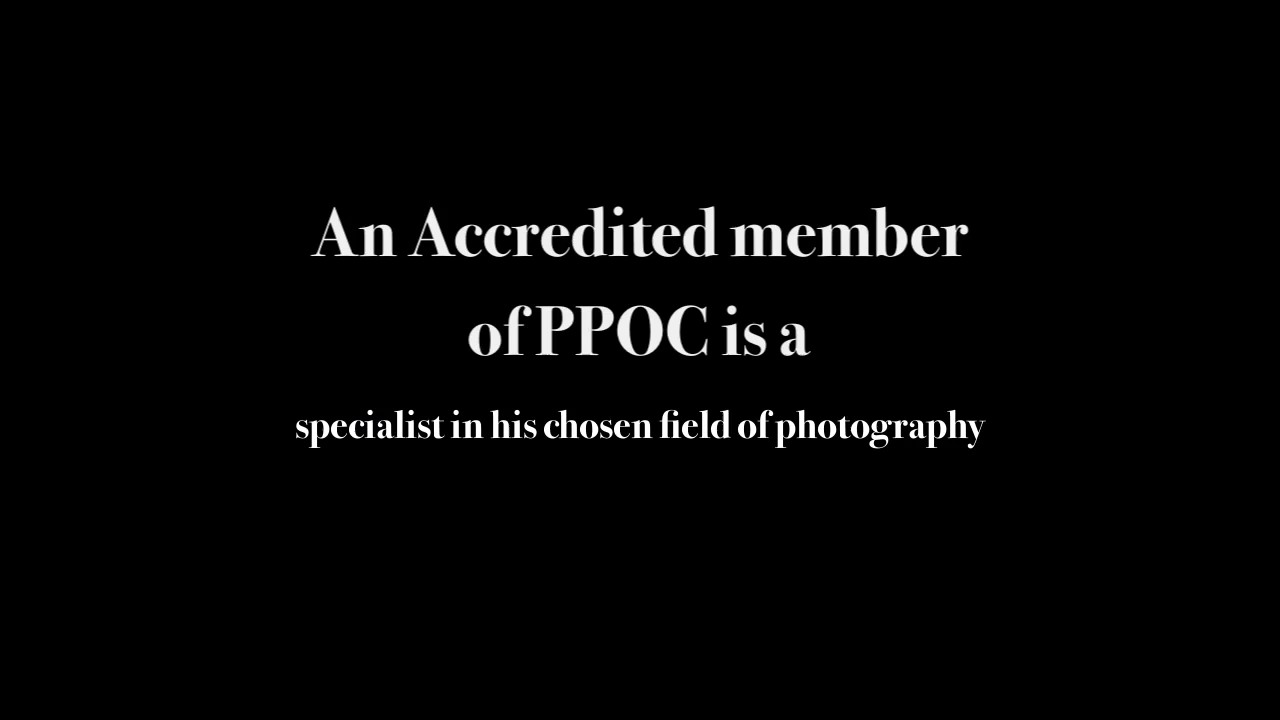 An Accredited member
of PPOC is a
specialist in his chosen field of photography